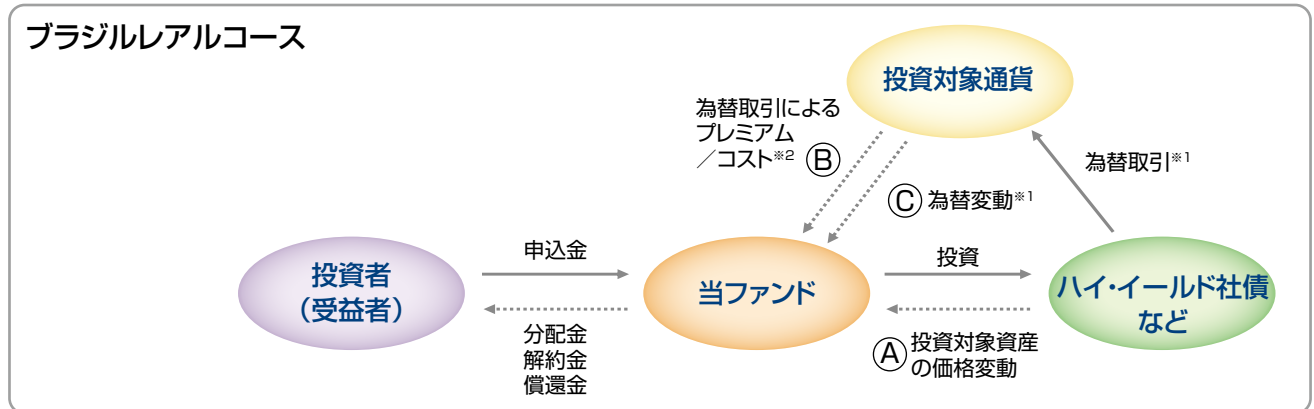 ブラジルレアルコース
投資対象通貨
為替取引による
プレミアム
／コスト※2 Ⓑ
為替取引※1
Ⓒ 為替変動※1
投資者
（受益者）
申込金
分配金
解約金
償還金
当ファンド
投資
Ⓐ 投資対象資産
の価格変動
ハイ・イールド社債
など